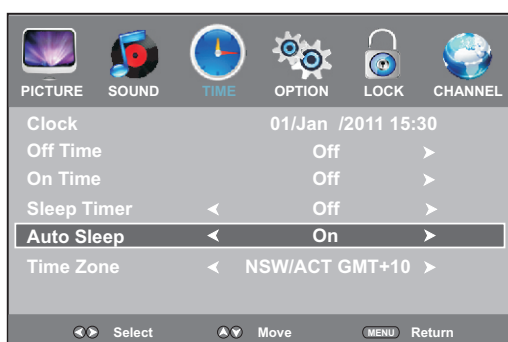 PICTURE SOUND TIME OPTION LOCK CHANNEL
Clock 01/Jan /2011 15:30
Off Time Off
On Time Off
Sleep Timer Off
Auto Sleep On
Time Zone NSW/ACT GMT+10
Select Move MENU Return